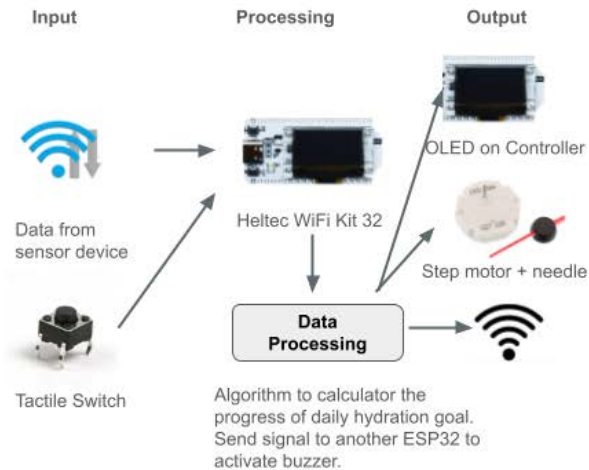 Input
Processing
Output
OLED on Controller
Data from
sensor device
Heltec WiFi Kit 32
Step motor + needle
Data
Processing
Tactile Switch
Algorithm to calculator the
progress of daily hydration goal.
Send signal to another ESP32 to
activate buzzer.